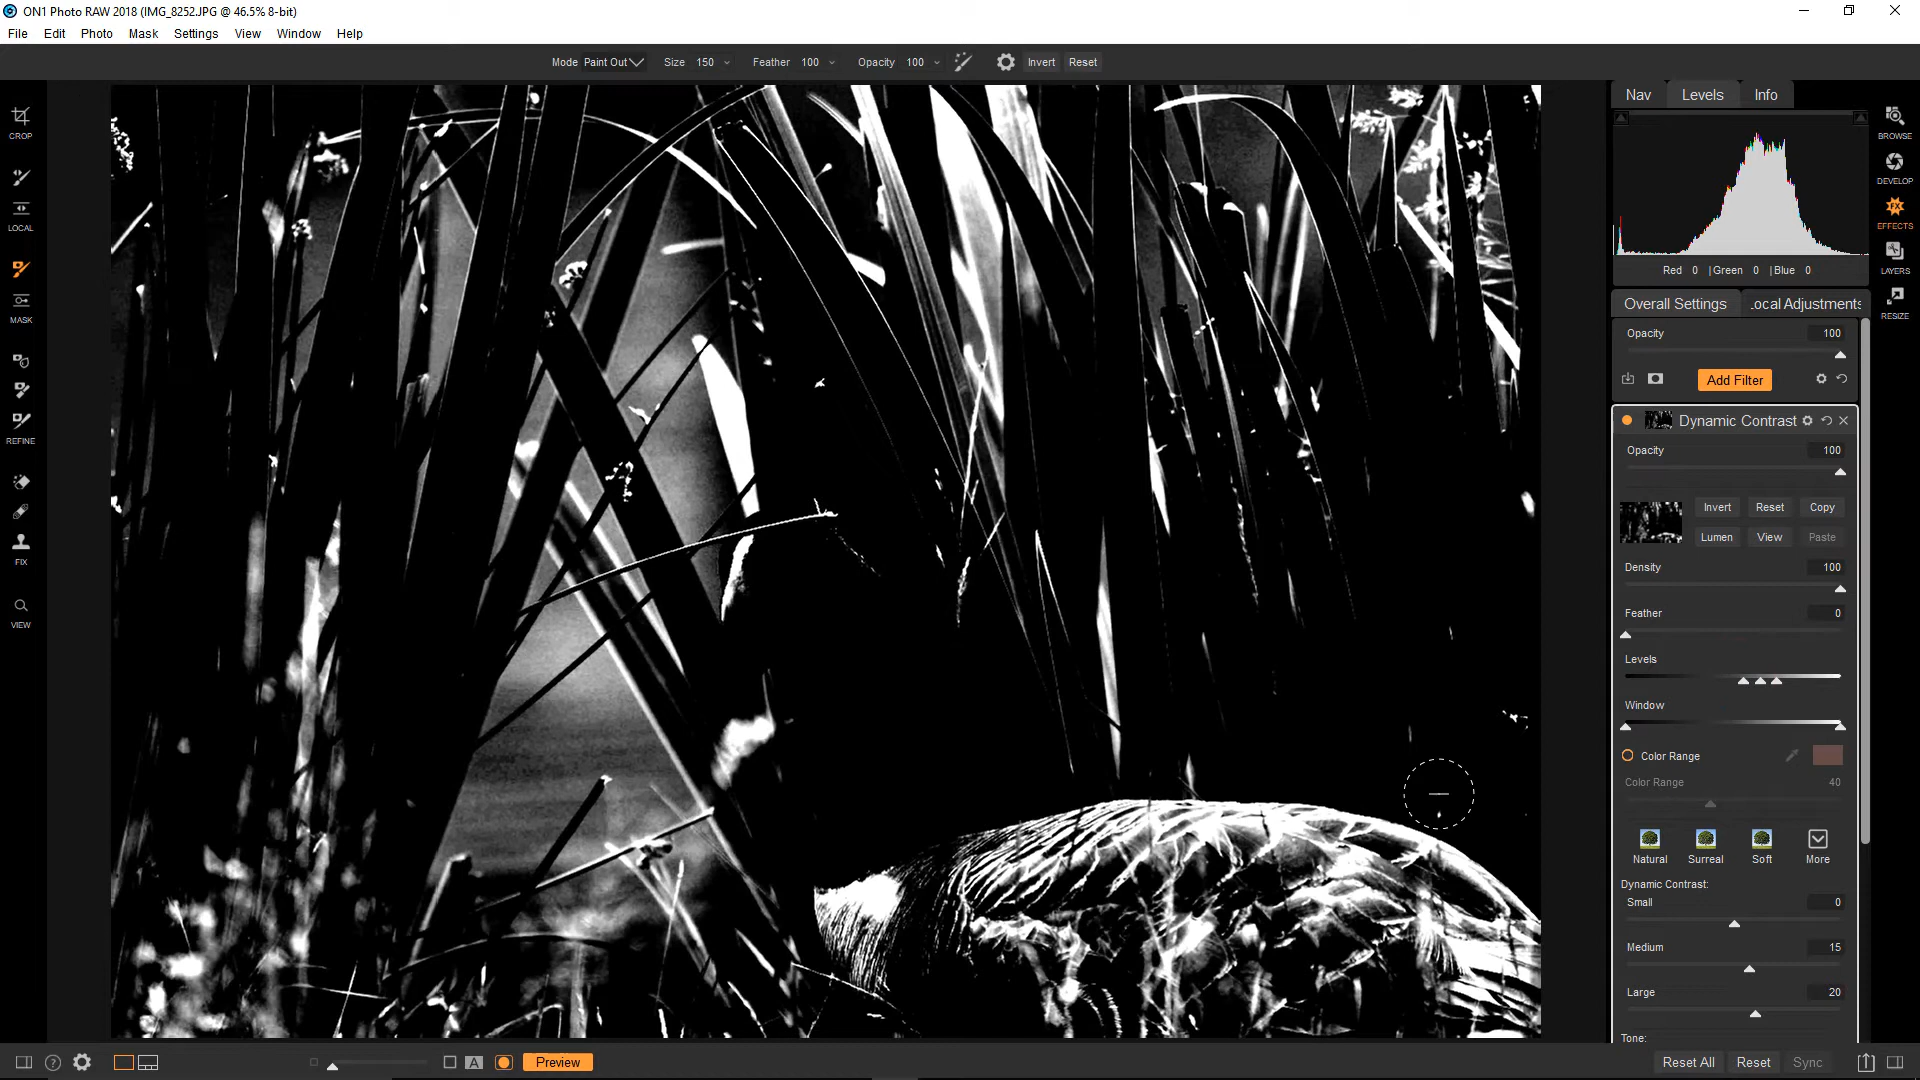 ON1 Photo RAW 2018 (IMG_8252.JPG @ 46.5% 8-bit)
File Edit Photo Mask Settings View Window Help
Mode Paint Out Size 150 Feather 100 Opacity 100 Invert Reset
CROP
LOCAL
MASK
REFINE
FIX
VIEW
Nav Levels Info
Red 0 | Green 0 | Blue 0
Overall Settings ocal Adjustments
Opacity 100
Add Filter
Dynamic Contrast
Opacity 100
Invert Reset Copy
Lumen View Paste
Density 100
Feather 0
Levels
Window
Color Range
Color Range 40
Natural Surreal Soft More
Dynamic Contrast:
Small 0
Medium 15
Large 20
Tone:
BROWSE
DEVELOP
EFFECTS
LAYERS
RESIZE
? A Preview
Reset All Reset Sync